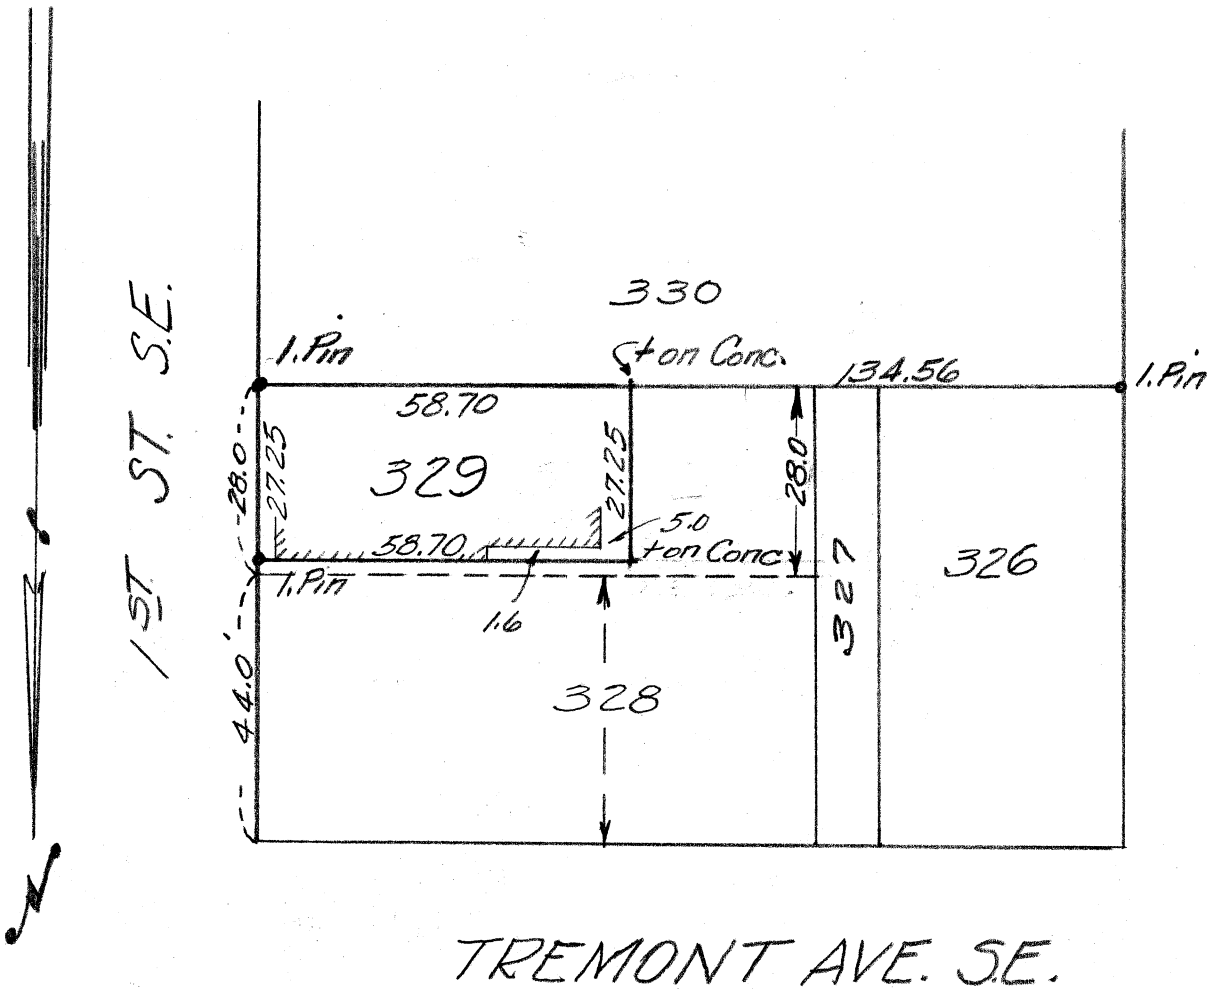 330
1. Pin
+ on Conc.
134.56
1. Pin
58.70
28.0
27.25
329
27.25
28.0
5.0
58.70
+ on Conc
1. Pin
1.6
327
326
1ST ST. S.E.
44.0'
328
N
TREMONT AVE. S.E.